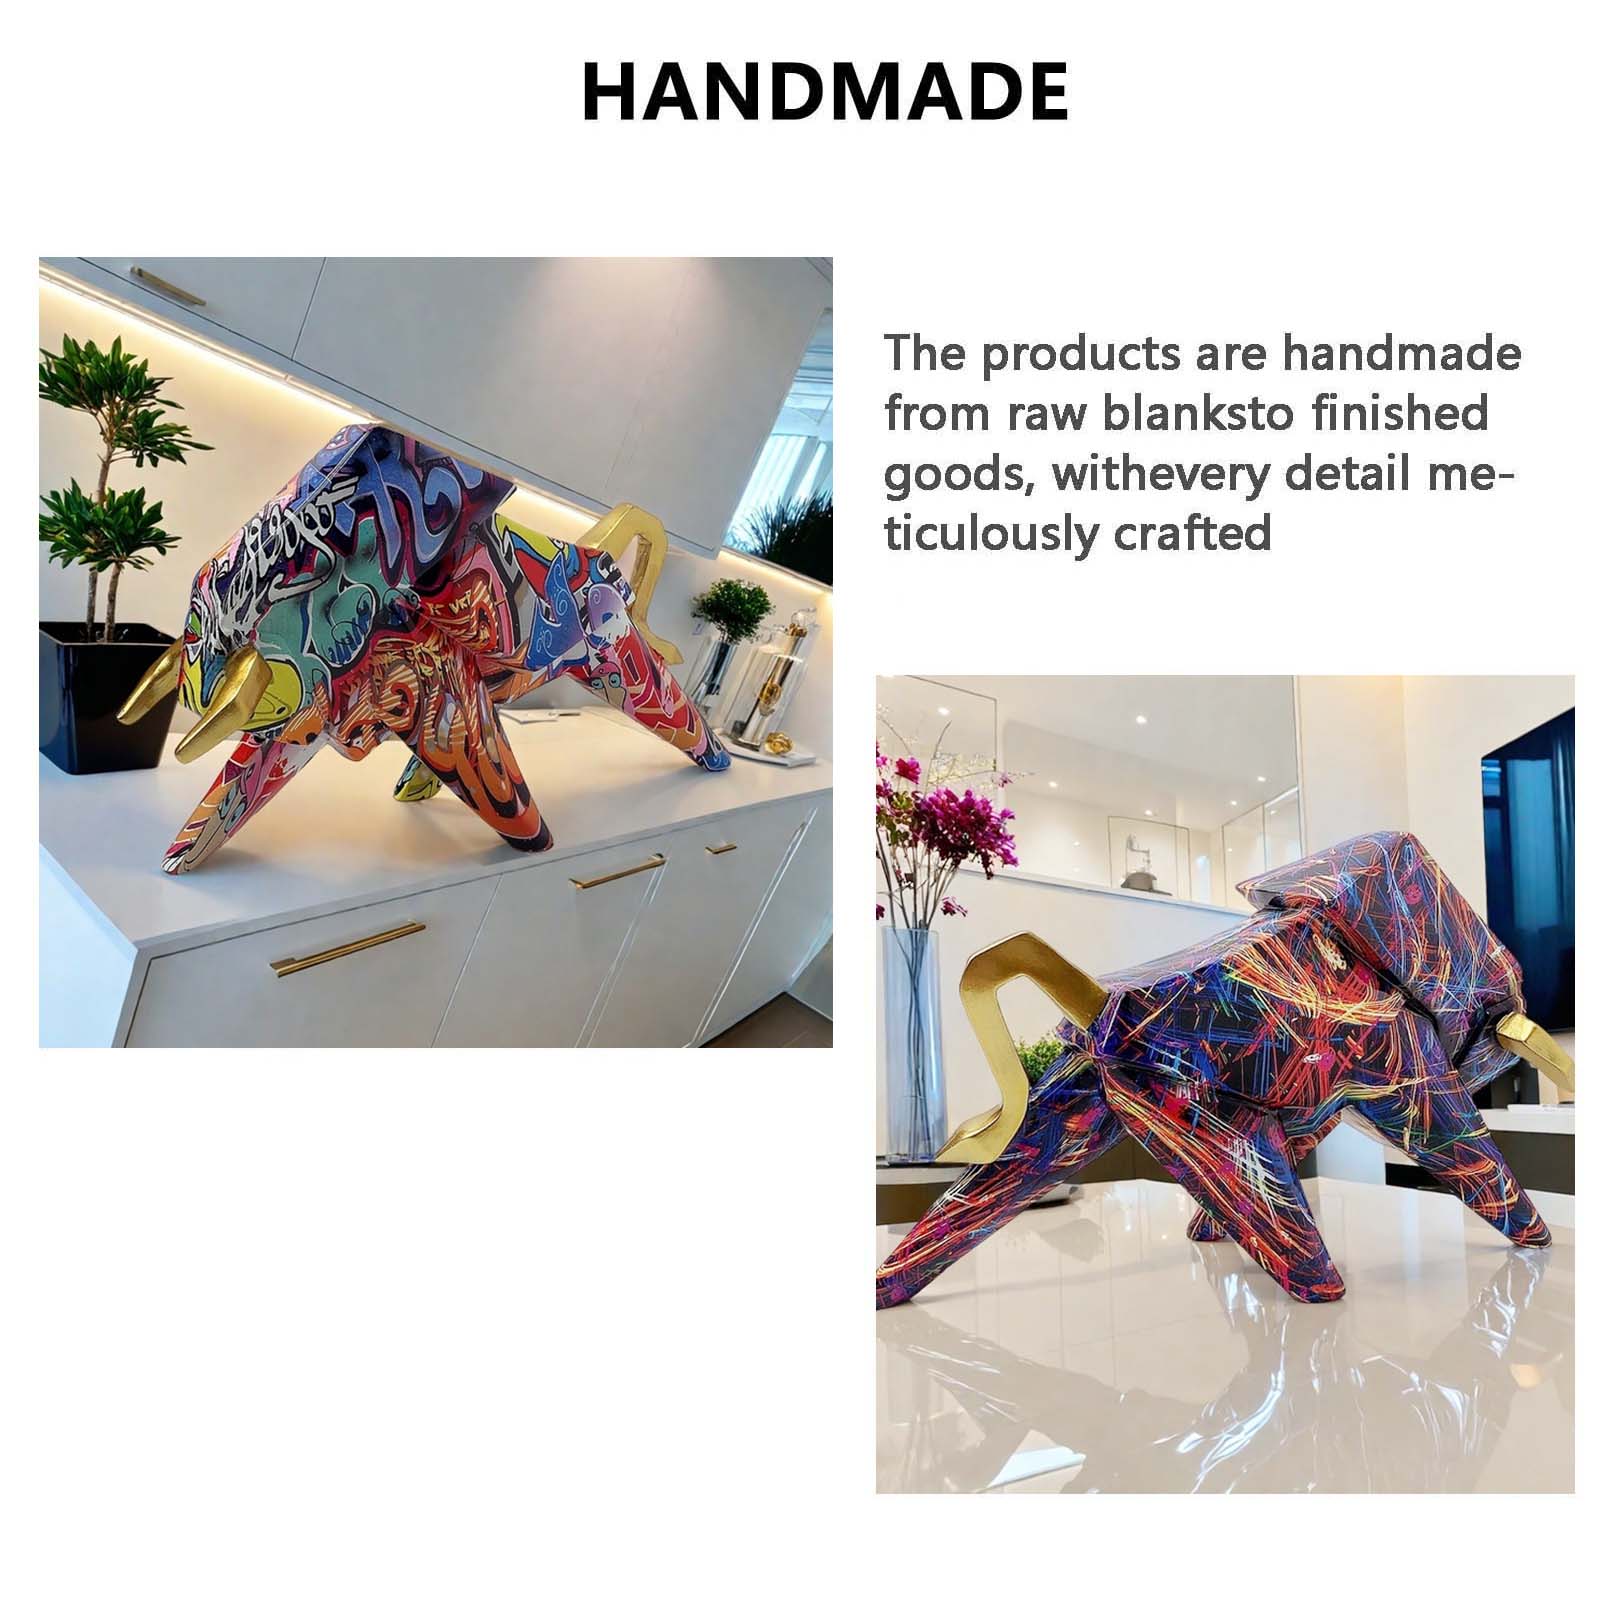 HANDMADE
The products are handmade
from raw blanksto finished
goods, withevery detail me-
ticulously crafted